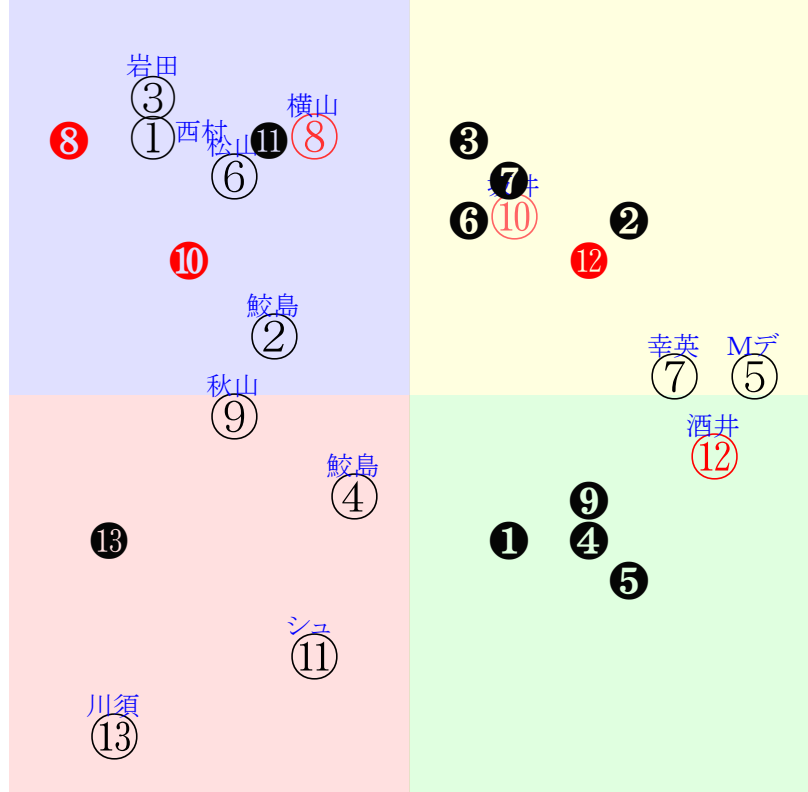 岩田
③
横山
西村
①
❽
⓫
⑧
❸
松山
⑥
❼
❻
⑩
❷
❿
⓬
鮫島
②
幸英
⑦
Mデ
⑤
秋山
⑨
酒井
⑫
鮫島
④
❾
⓭
❶
❹
❺
シュ
⑪
川須
⑬